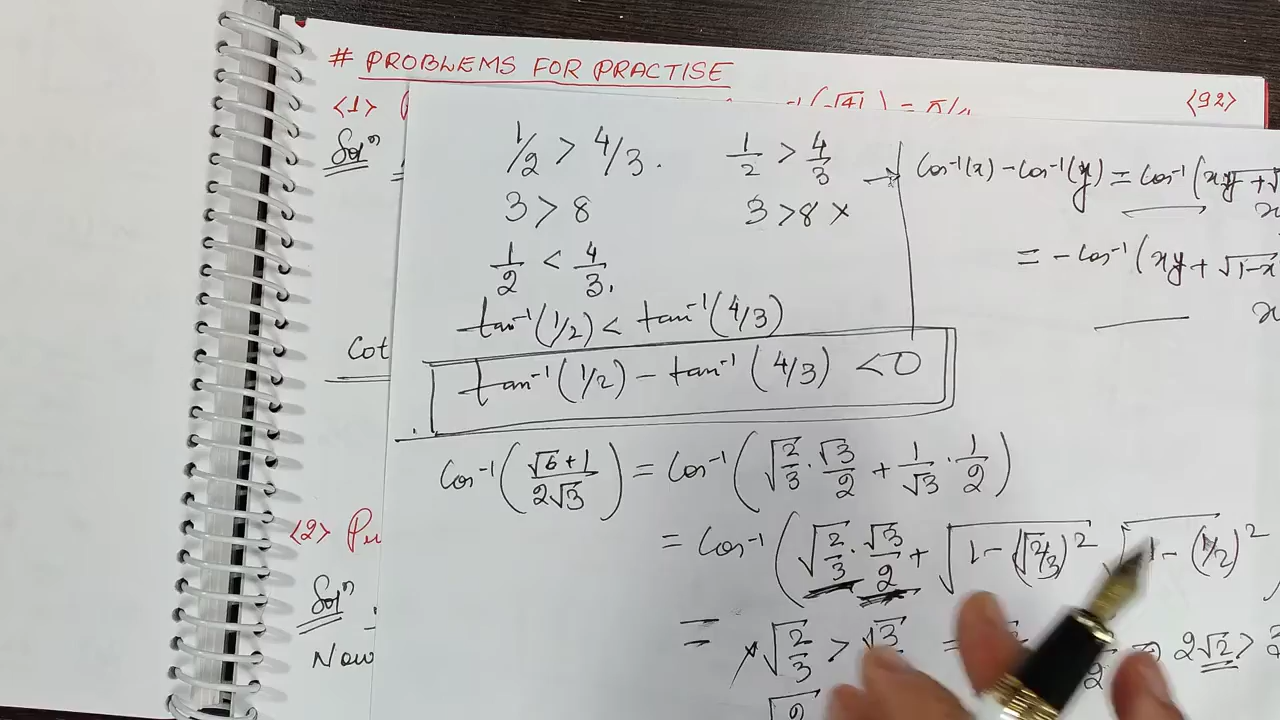 # PROBLEMS FOR PRACTISE
<1> (√41) = π/4 <92>
Solⁿ
1/2 > 4/3. 1/2 > 4/3
3 > 8 3 > 8 ×
1/2 < 4/3.
tan⁻¹(1/2) < tan⁻¹(4/3)
tan⁻¹(1/2) − tan⁻¹(4/3) < 0
→ Cos⁻¹(x) − Cos⁻¹(y) = Cos⁻¹(xy + √
= −Cos⁻¹(xy + √1−x
Cot
Cos⁻¹((√6 + 1)/(2√3)) = Cos⁻¹(√(2/3) · √3/2 + 1/√3 · 1/2)
<2>
= Cos⁻¹(√(2/3) · √3/2 + √(1 − (√(2/3))²) √(1 − (1/2)²)
Solⁿ
= √(2/3) > √3 2√2 > 3
Now